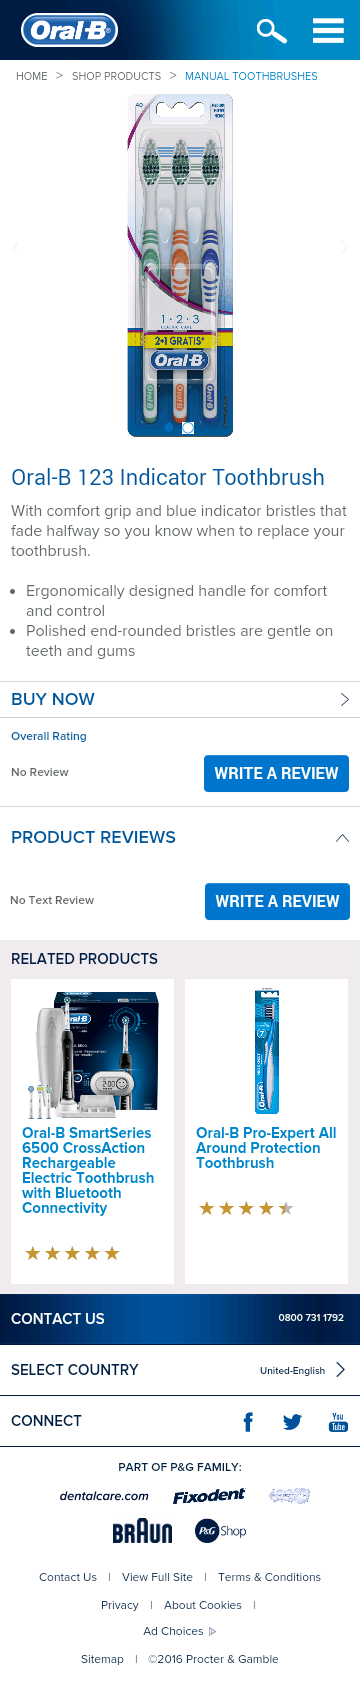 Oral-B
HOME > SHOP PRODUCTS > MANUAL TOOTHBRUSHES
1·2·3
CLASSIC CARE
2+1 GRATIS*
Oral-B
Oral-B 123 Indicator Toothbrush
With comfort grip and blue indicator bristles that
fade halfway so you know when to replace your
toothbrush.
Ergonomically designed handle for comfort
and control
Polished end-rounded bristles are gentle on
teeth and gums
BUY NOW
Overall Rating
No Review
WRITE A REVIEW
PRODUCT REVIEWS
No Text Review
WRITE A REVIEW
RELATED PRODUCTS
Oral-B SmartSeries
6500 CrossAction
Rechargeable
Electric Toothbrush
with Bluetooth
Connectivity
Oral-B Pro-Expert All
Around Protection
Toothbrush
CONTACT US
0800 731 1792
SELECT COUNTRY
United-English
CONNECT
f
You
Tube
PART OF P&G FAMILY:
dentalcare.com
Fixodent
BRAUN
P&G Shop
Contact Us | View Full Site | Terms & Conditions
Privacy | About Cookies |
Ad Choices
Sitemap | ©2016 Procter & Gamble